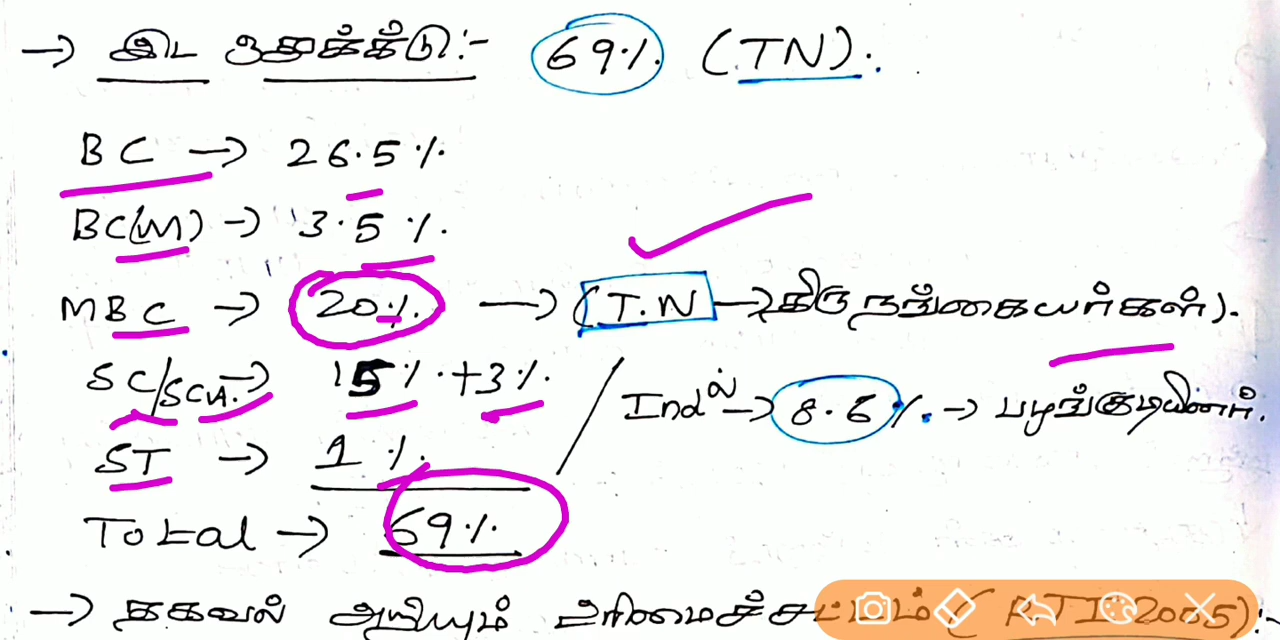 → இட ஒதுக்கீடு:- 69% (TN).
BC → 26.5%
BC(M) → 3.5%.
MBC → 20% → (T.N → திருநங்கையர்கள்).
SC/SCA → 15% + 3%.
Ind ல் → 8.6% → பழங்குடியினர்.
ST → 1%.
Total → 69%
→ தகவல் அறியும் உரிமைச்சட்டம் (RTI 2005):-